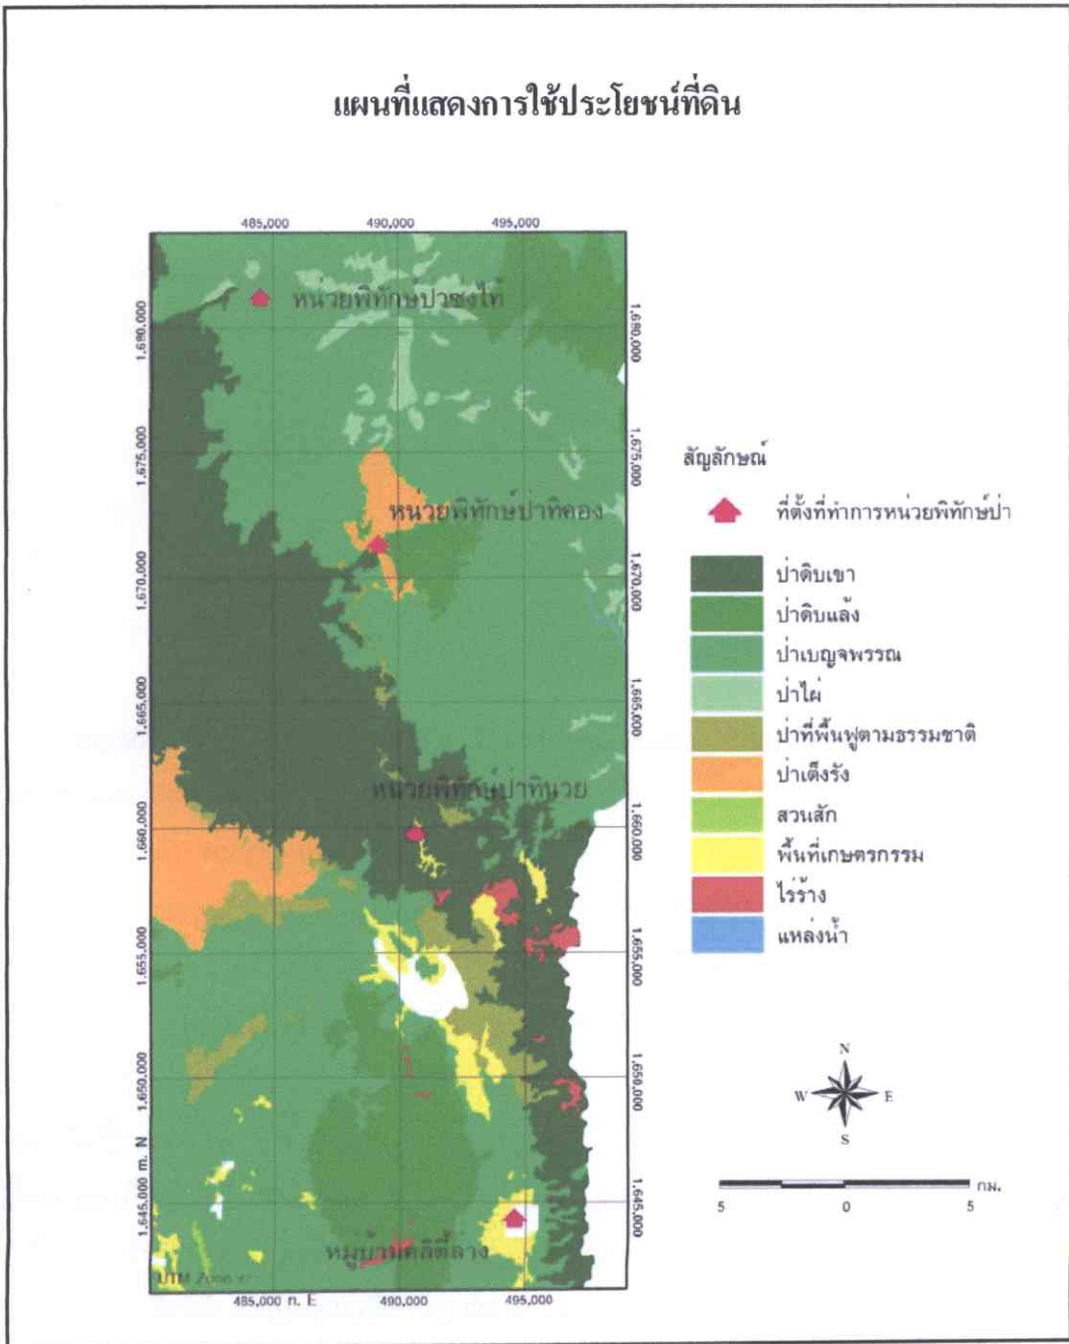 แผนที่แสดงการใช้ประโยชน์ที่ดิน
485,000 490,000 495,000
หน่วยพิทักษ์ป่าซ่งไท้
1,680,000 1,680,000
1,675,000 1,675,000
หน่วยพิทักษ์ป่าทิคอง
1,670,000 1,670,000
1,665,000 1,665,000
หน่วยพิทักษ์ป่าทินวย
1,660,000 1,660,000
1,655,000 1,655,000
1,650,000 1,650,000
1,645,000 m. N 1,645,000
หมู่บ้านคลิตี้ล่าง
UTM Zone 47
485,000 ท. E 490,000 495,000
สัญลักษณ์
ที่ตั้งที่ทำการหน่วยพิทักษ์ป่า
ป่าดิบเขา
ป่าดิบแล้ง
ป่าเบญจพรรณ
ป่าไผ่
ป่าที่ฟื้นฟูตามธรรมชาติ
ป่าเต็งรัง
สวนสัก
พื้นที่เกษตรกรรม
ไร่ร้าง
แหล่งน้ำ
N
W E
S
5 0 5 กม.